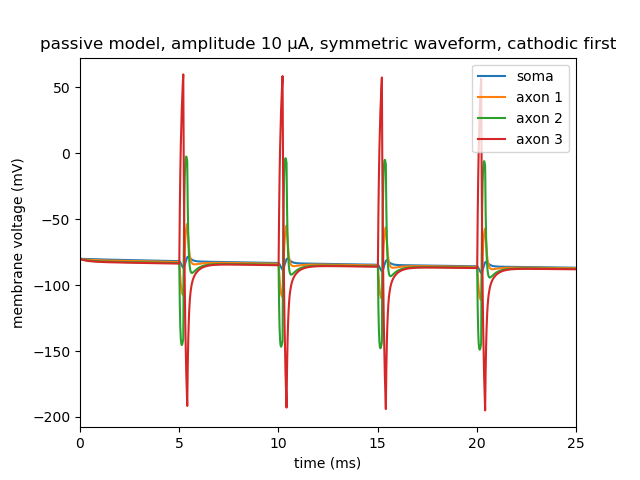 passive model, amplitude 10 μA, symmetric waveform, cathodic first
soma
axon 1
axon 2
axon 3
membrane voltage (mV)
50
0
−50
−100
−150
−200
0
5
10
15
20
25
time (ms)